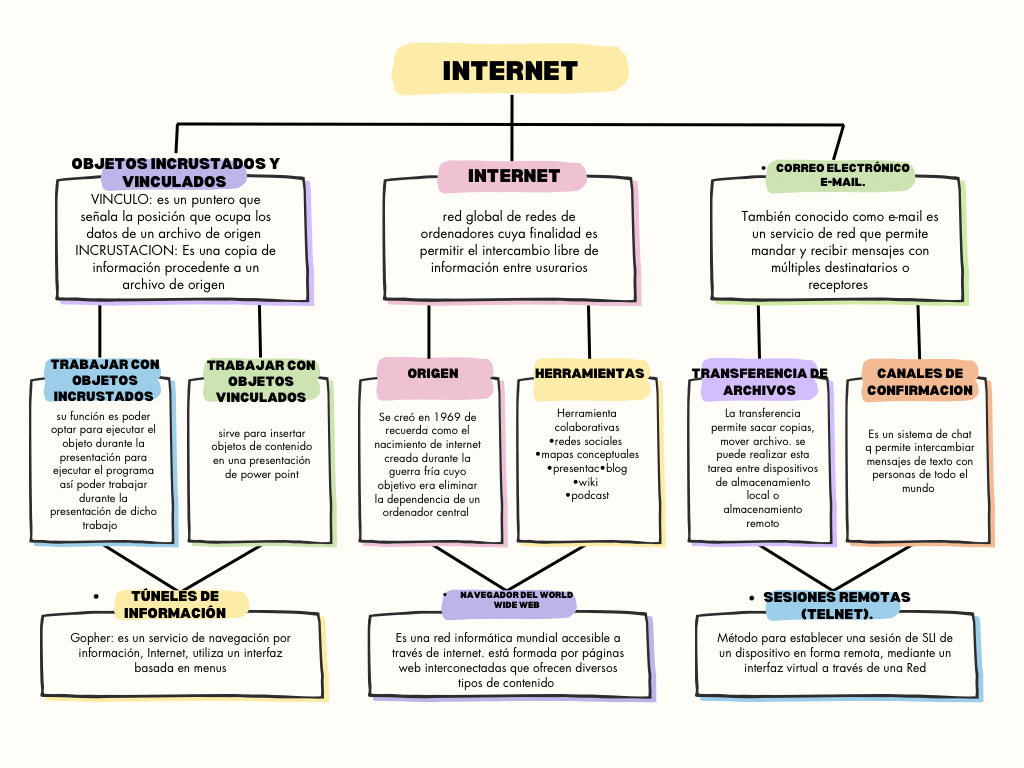 INTERNET
OBJETOS INCRUSTADOS Y
VINCULADOS
VINCULO: es un puntero que
señala la posición que ocupa los
datos de un archivo de origen
INCRUSTACION: Es una copia de
información procedente a un
archivo de origen
INTERNET
red global de redes de
ordenadores cuya finalidad es
permitir el intercambio libre de
información entre usurarios
• CORREO ELECTRÓNICO
E-MAIL.
También conocido como e-mail es
un servicio de red que permite
mandar y recibir mensajes con
múltiples destinatarios o
receptores
TRABAJAR CON
OBJETOS
INCRUSTADOS
su función es poder
optar para ejecutar el
objeto durante la
presentación para
ejecutar el programa
así poder trabajar
durante la
presentación de dicho
trabajo
TRABAJAR CON
OBJETOS
VINCULADOS
sirve para insertar
objetos de contenido
en una presentación
de power point
ORIGEN
Se creó en 1969 de
recuerda como el
nacimiento de internet
creada durante la
guerra fría cuyo
objetivo era eliminar
la dependencia de un
ordenador central
HERRAMIENTAS
Herramienta
colaborativas
•redes sociales
•mapas conceptuales
•presentac•blog
•wiki
•podcast
TRANSFERENCIA DE
ARCHIVOS
La transferencia
permite sacar copias,
mover archivo. se
puede realizar esta
tarea entre dispositivos
de almacenamiento
local o
almacenamiento
remoto
CANALES DE
CONFIRMACION
Es un sistema de chat
q permite intercambiar
mensajes de texto con
personas de todo el
mundo
• TÚNELES DE
INFORMACIÓN
Gopher: es un servicio de navegación por
información, Internet, utiliza un interfaz
basada en menus
• NAVEGADOR DEL WORLD
WIDE WEB
Es una red informática mundial accesible a
través de internet. está formada por páginas
web interconectadas que ofrecen diversos
tipos de contenido
• SESIONES REMOTAS
(TELNET).
Método para establecer una sesión de SLI de
un dispositivo en forma remota, mediante un
interfaz virtual a través de una Red